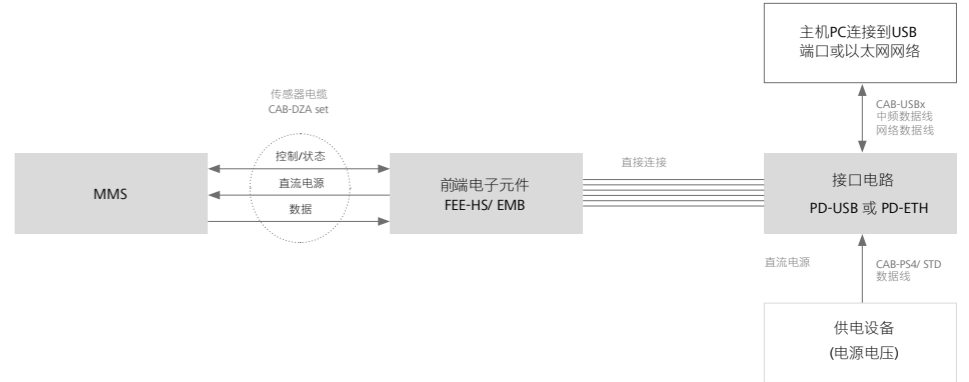 主机PC连接到USB
端口或以太网网络
传感器电缆
CAB-DZA set
CAB-USBx
中频数据线
网络数据线
控制/状态
直流电源
数据
MMS
前端电子元件
FEE-HS/ EMB
直接连接
接口电路
PD-USB 或 PD-ETH
直流电源
CAB-PS4/ STD
数据线
供电设备
(电源电压)